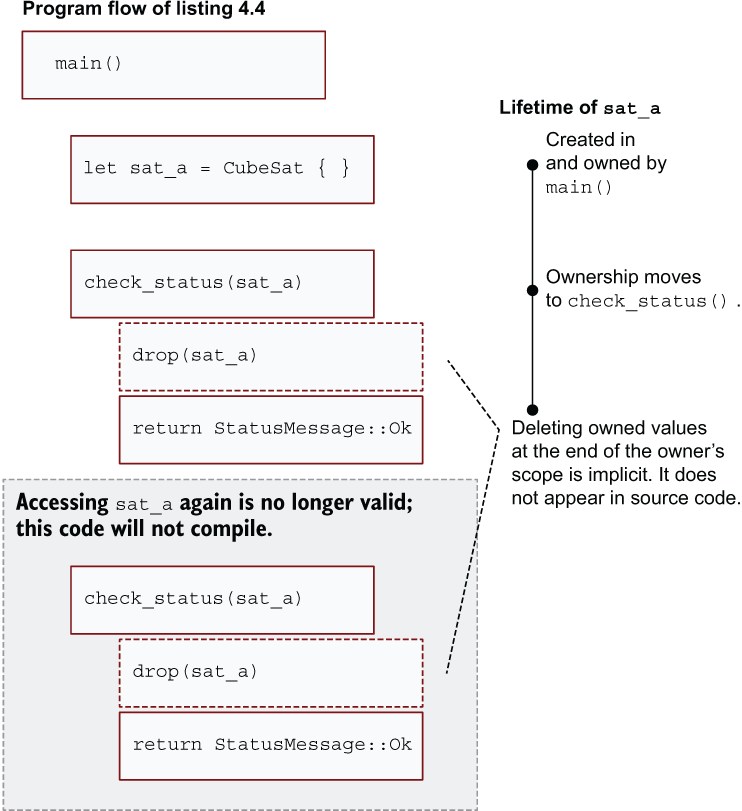 Program flow of listing 4.4
main()
let sat_a = CubeSat { }
check_status(sat_a)
drop(sat_a)
return StatusMessage::Ok
Accessing sat_a again is no longer valid;
this code will not compile.
check_status(sat_a)
drop(sat_a)
return StatusMessage::Ok
Lifetime of sat_a
Created in
and owned by
main()
Ownership moves
to check_status() .
Deleting owned values
at the end of the owner’s
scope is implicit. It does
not appear in source code.